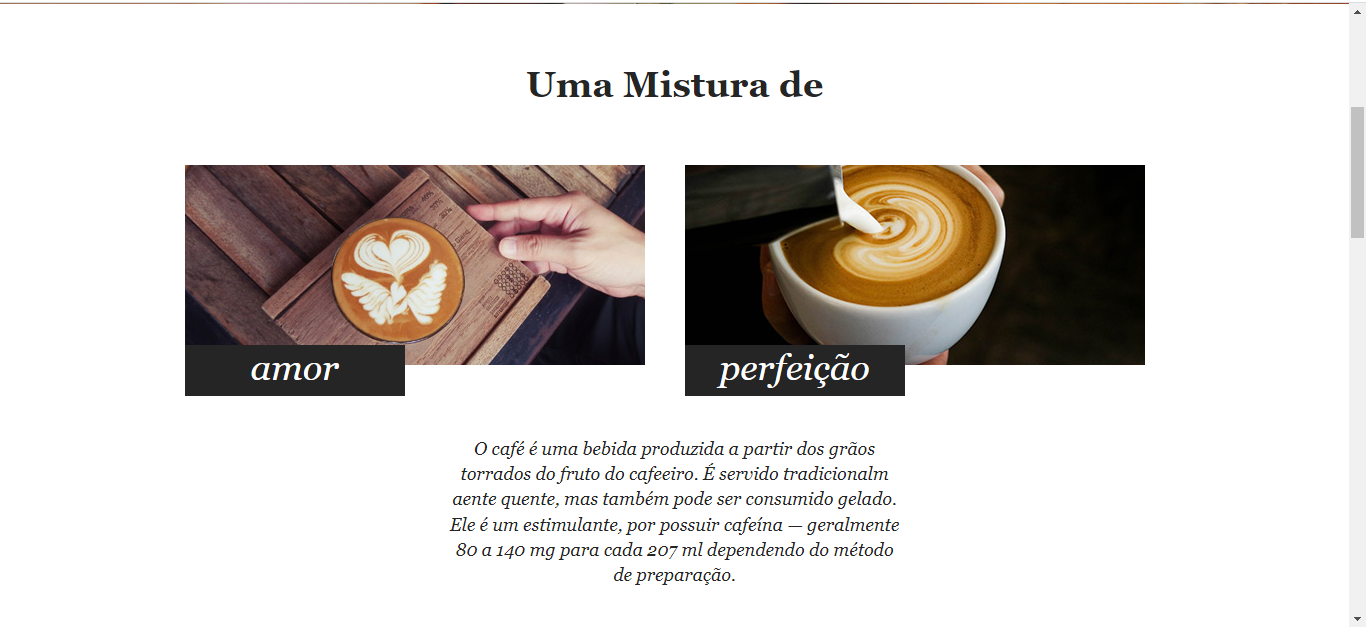 Uma Mistura de
amor
perfeição
O café é uma bebida produzida a partir dos grãos
torrados do fruto do cafeeiro. É servido tradicionalm
aente quente, mas também pode ser consumido gelado.
Ele é um estimulante, por possuir cafeína — geralmente
80 a 140 mg para cada 207 ml dependendo do método
de preparação.